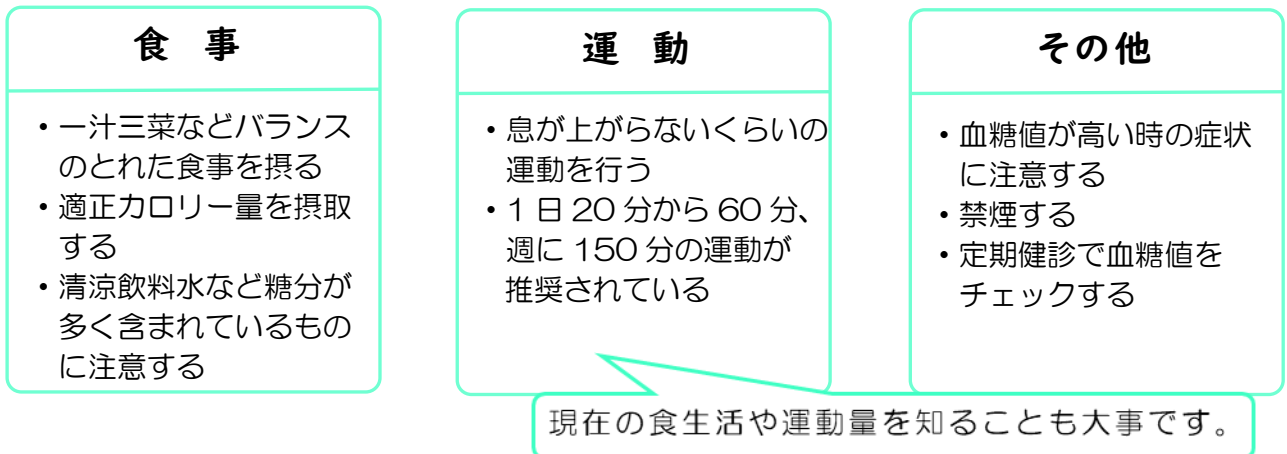 食 事
・一汁三菜などバランス
のとれた食事を摂る
・適正カロリー量を摂取
する
・清涼飲料水など糖分が
多く含まれているもの
に注意する
運 動
・息が上がらないくらいの
運動を行う
・1 日 20 分から 60 分、
週に 150 分の運動が
推奨されている
その他
・血糖値が高い時の症状
に注意する
・禁煙する
・定期健診で血糖値を
チェックする
現在の食生活や運動量を知ることも大事です。